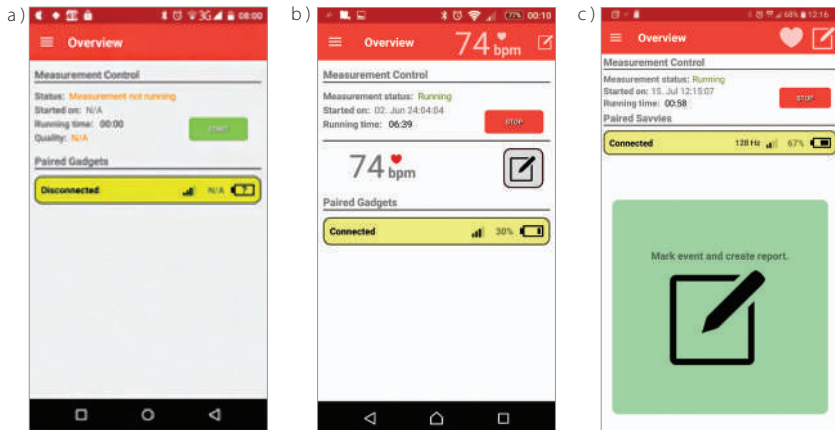 a)
3G 08:00
Overview
Measurement Control
Status: Measurement not running
Started on: N/A
Running time: 00:00
START
Quality: N/A
Paired Gadgets
Disconnected N/A ?
b)
77% 00:10
Overview 74 bpm
Measurement Control
Measurement status: Running
Started on: 02. Jun 24:04:04
Running time: 06:39 STOP
74 bpm
Paired Gadgets
Connected 30%
c)
68% 12:16
Overview
Measurement Control
Measurement status: Running
Started on: 15. Jul 12:15:07
Running time: 00:58 STOP
Paired Savvies
Connected 128 Hz 67%
Mark event and create report.